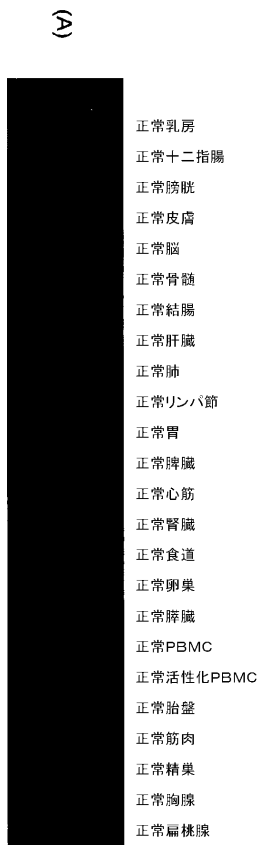 (A)
正常乳房
正常十二指腸
正常膀胱
正常皮膚
正常脳
正常骨髄
正常結腸
正常肝臓
正常肺
正常リンパ節
正常胃
正常脾臓
正常心筋
正常腎臓
正常食道
正常卵巣
正常膵臓
正常PBMC
正常活性化PBMC
正常胎盤
正常筋肉
正常精巣
正常胸腺
正常扁桃腺